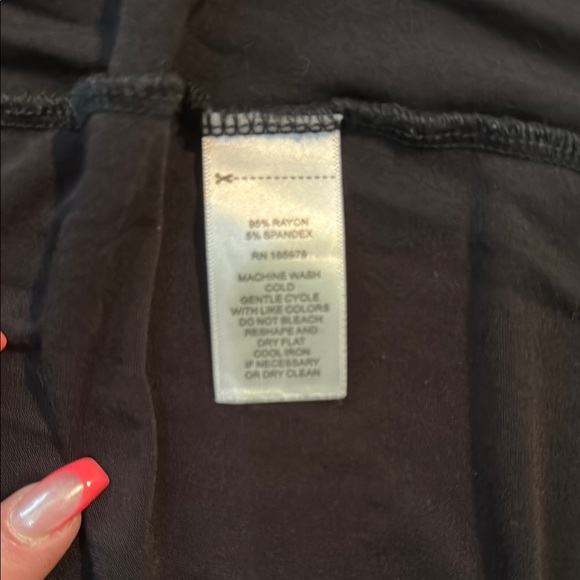 95% RAYON
5% SPANDEX
RN 155979
MACHINE WASH
COLD
GENTLE CYCLE
WITH LIKE COLORS
DO NOT BLEACH
RESHAPE AND
DRY FLAT
COOL IRON
IF NECESSARY
OR DRY CLEAN